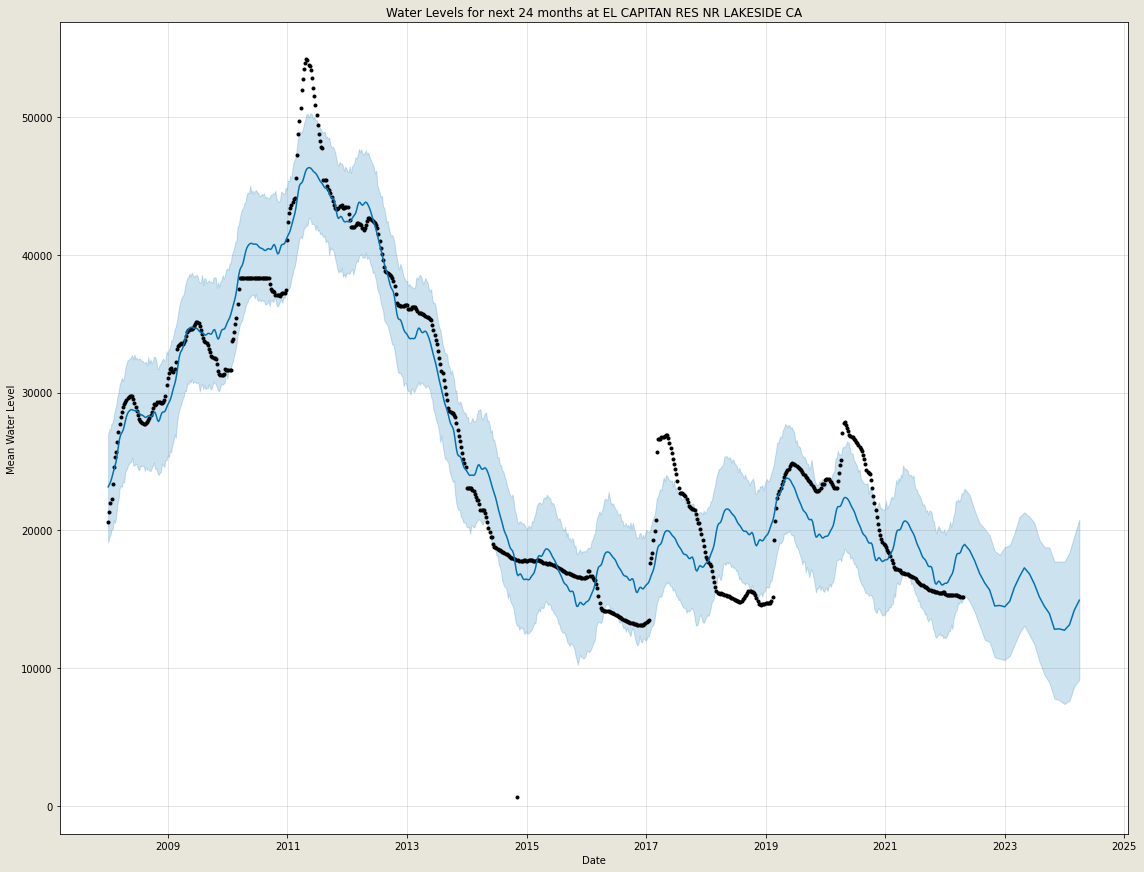 Water Levels for next 24 months at EL CAPITAN RES NR LAKESIDE CA
50000
40000
30000
20000
10000
0
Mean Water Level
2009 2011 2013 2015 2017 2019 2021 2023 2025
Date